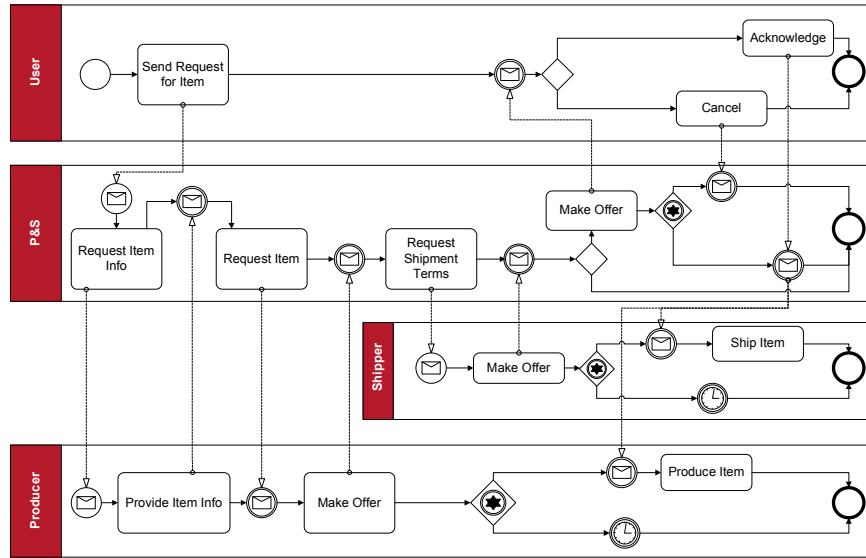 User
Send Request
for Item
Acknowledge
Cancel
P&S
Request Item
Info
Request Item
Request
Shipment
Terms
Make Offer
Shipper
Make Offer
Ship Item
Producer
Provide Item Info
Make Offer
Produce Item